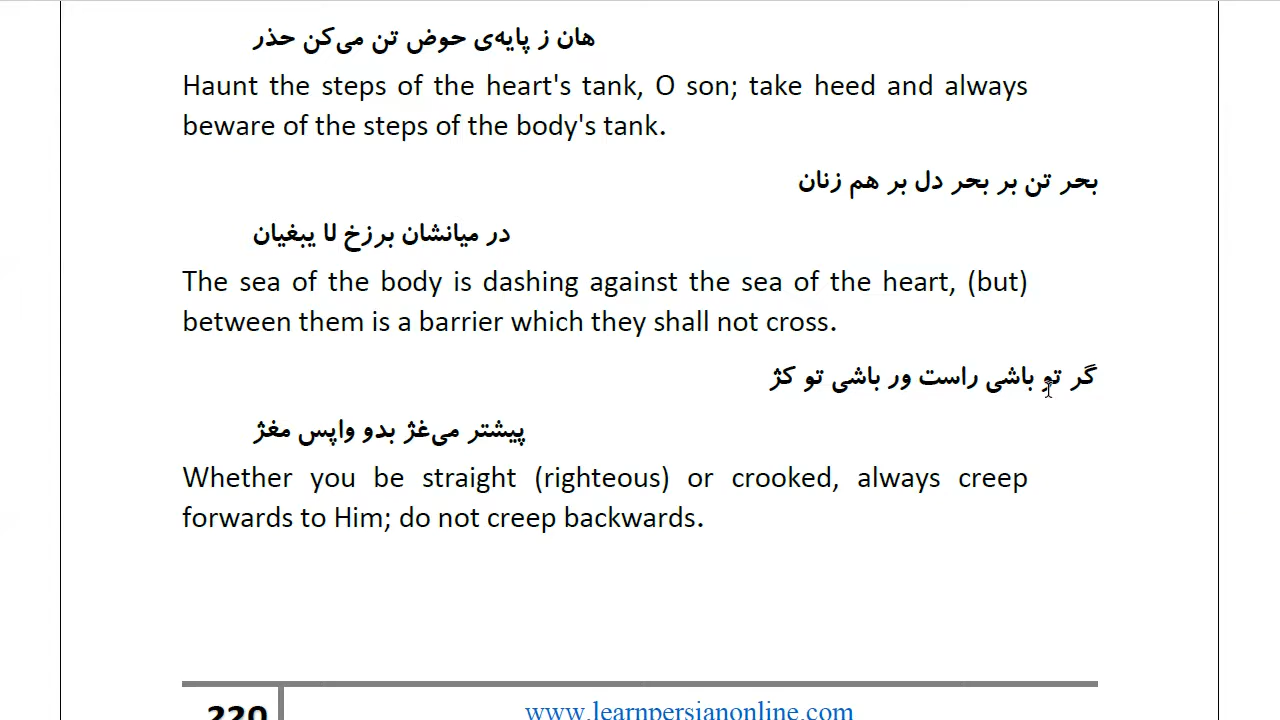 هان ز پایه‌ی حوض تن می‌کن حذر
Haunt the steps of the heart's tank, O son; take heed and always
beware of the steps of the body's tank.
بحر تن بر بحر دل بر هم زنان
در میانشان برزخ لا یبغیان
The sea of the body is dashing against the sea of the heart, (but)
between them is a barrier which they shall not cross.
گر تو باشی راست ور باشی تو کژ
پیشتر می‌غژ بدو واپس مغژ
Whether you be straight (righteous) or crooked, always creep
forwards to Him; do not creep backwards.
220
www.learnpersianonline.com